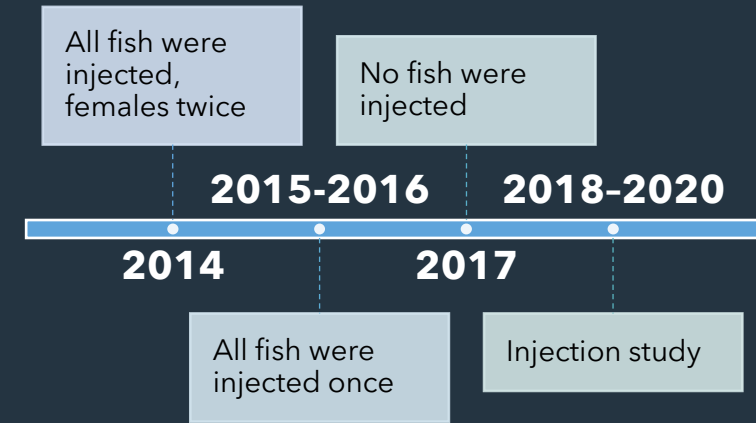 All fish were
injected,
females twice
No fish were
injected
2015-2016
2018–2020
2014
2017
All fish were
injected once
Injection study